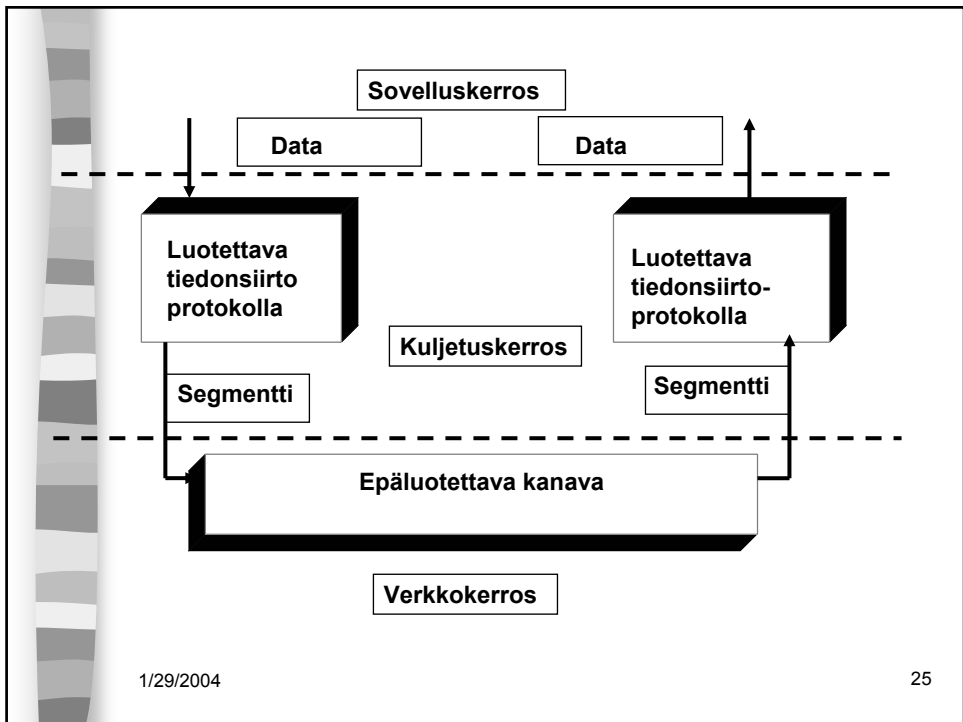 Sovelluskerros
Data
Data
Luotettava
tiedonsiirto
protokolla
Luotettava
tiedonsiirto-
protokolla
Kuljetuskerros
Segmentti
Segmentti
Epäluotettava kanava
Verkkokerros
1/29/2004
25